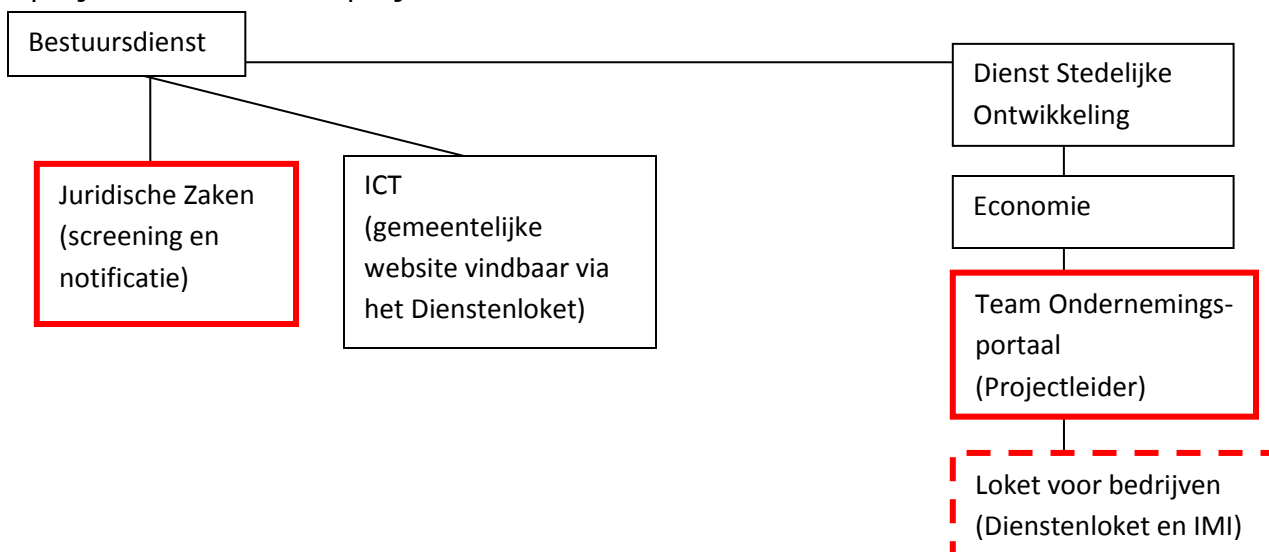 Bestuursdienst
Dienst Stedelijke
Ontwikkeling
Juridische Zaken
(screening en
notificatie)
ICT
(gemeentelijke
website vindbaar via
het Dienstenloket)
Economie
Team Ondernemings-
portaal
(Projectleider)
Loket voor bedrijven
(Dienstenloket en IMI)